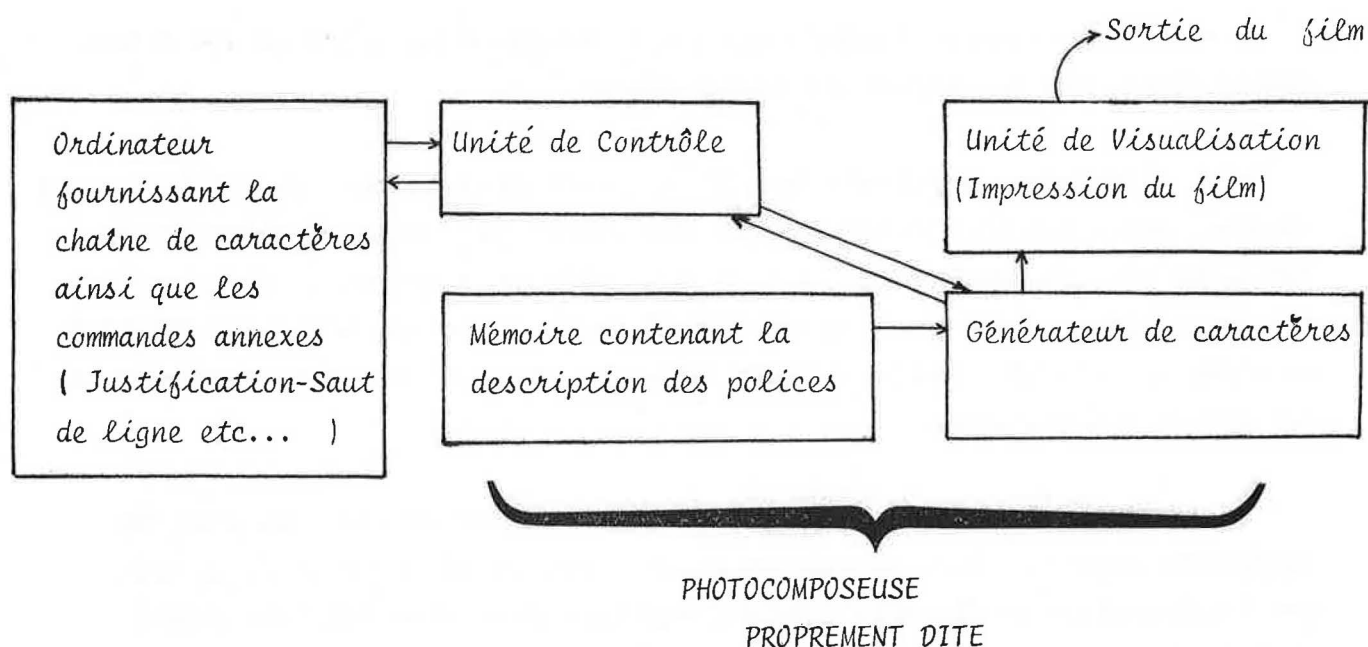 Sortie du film
Ordinateur
fournissant la
chaîne de caractères
ainsi que les
commandes annexes
( Justification-Saut
de ligne etc... )
Unité de Contrôle
Unité de Visualisation
(Impression du film)
Mémoire contenant la
description des polices
Générateur de caractères
PHOTOCOMPOSEUSE
PROPREMENT DITE